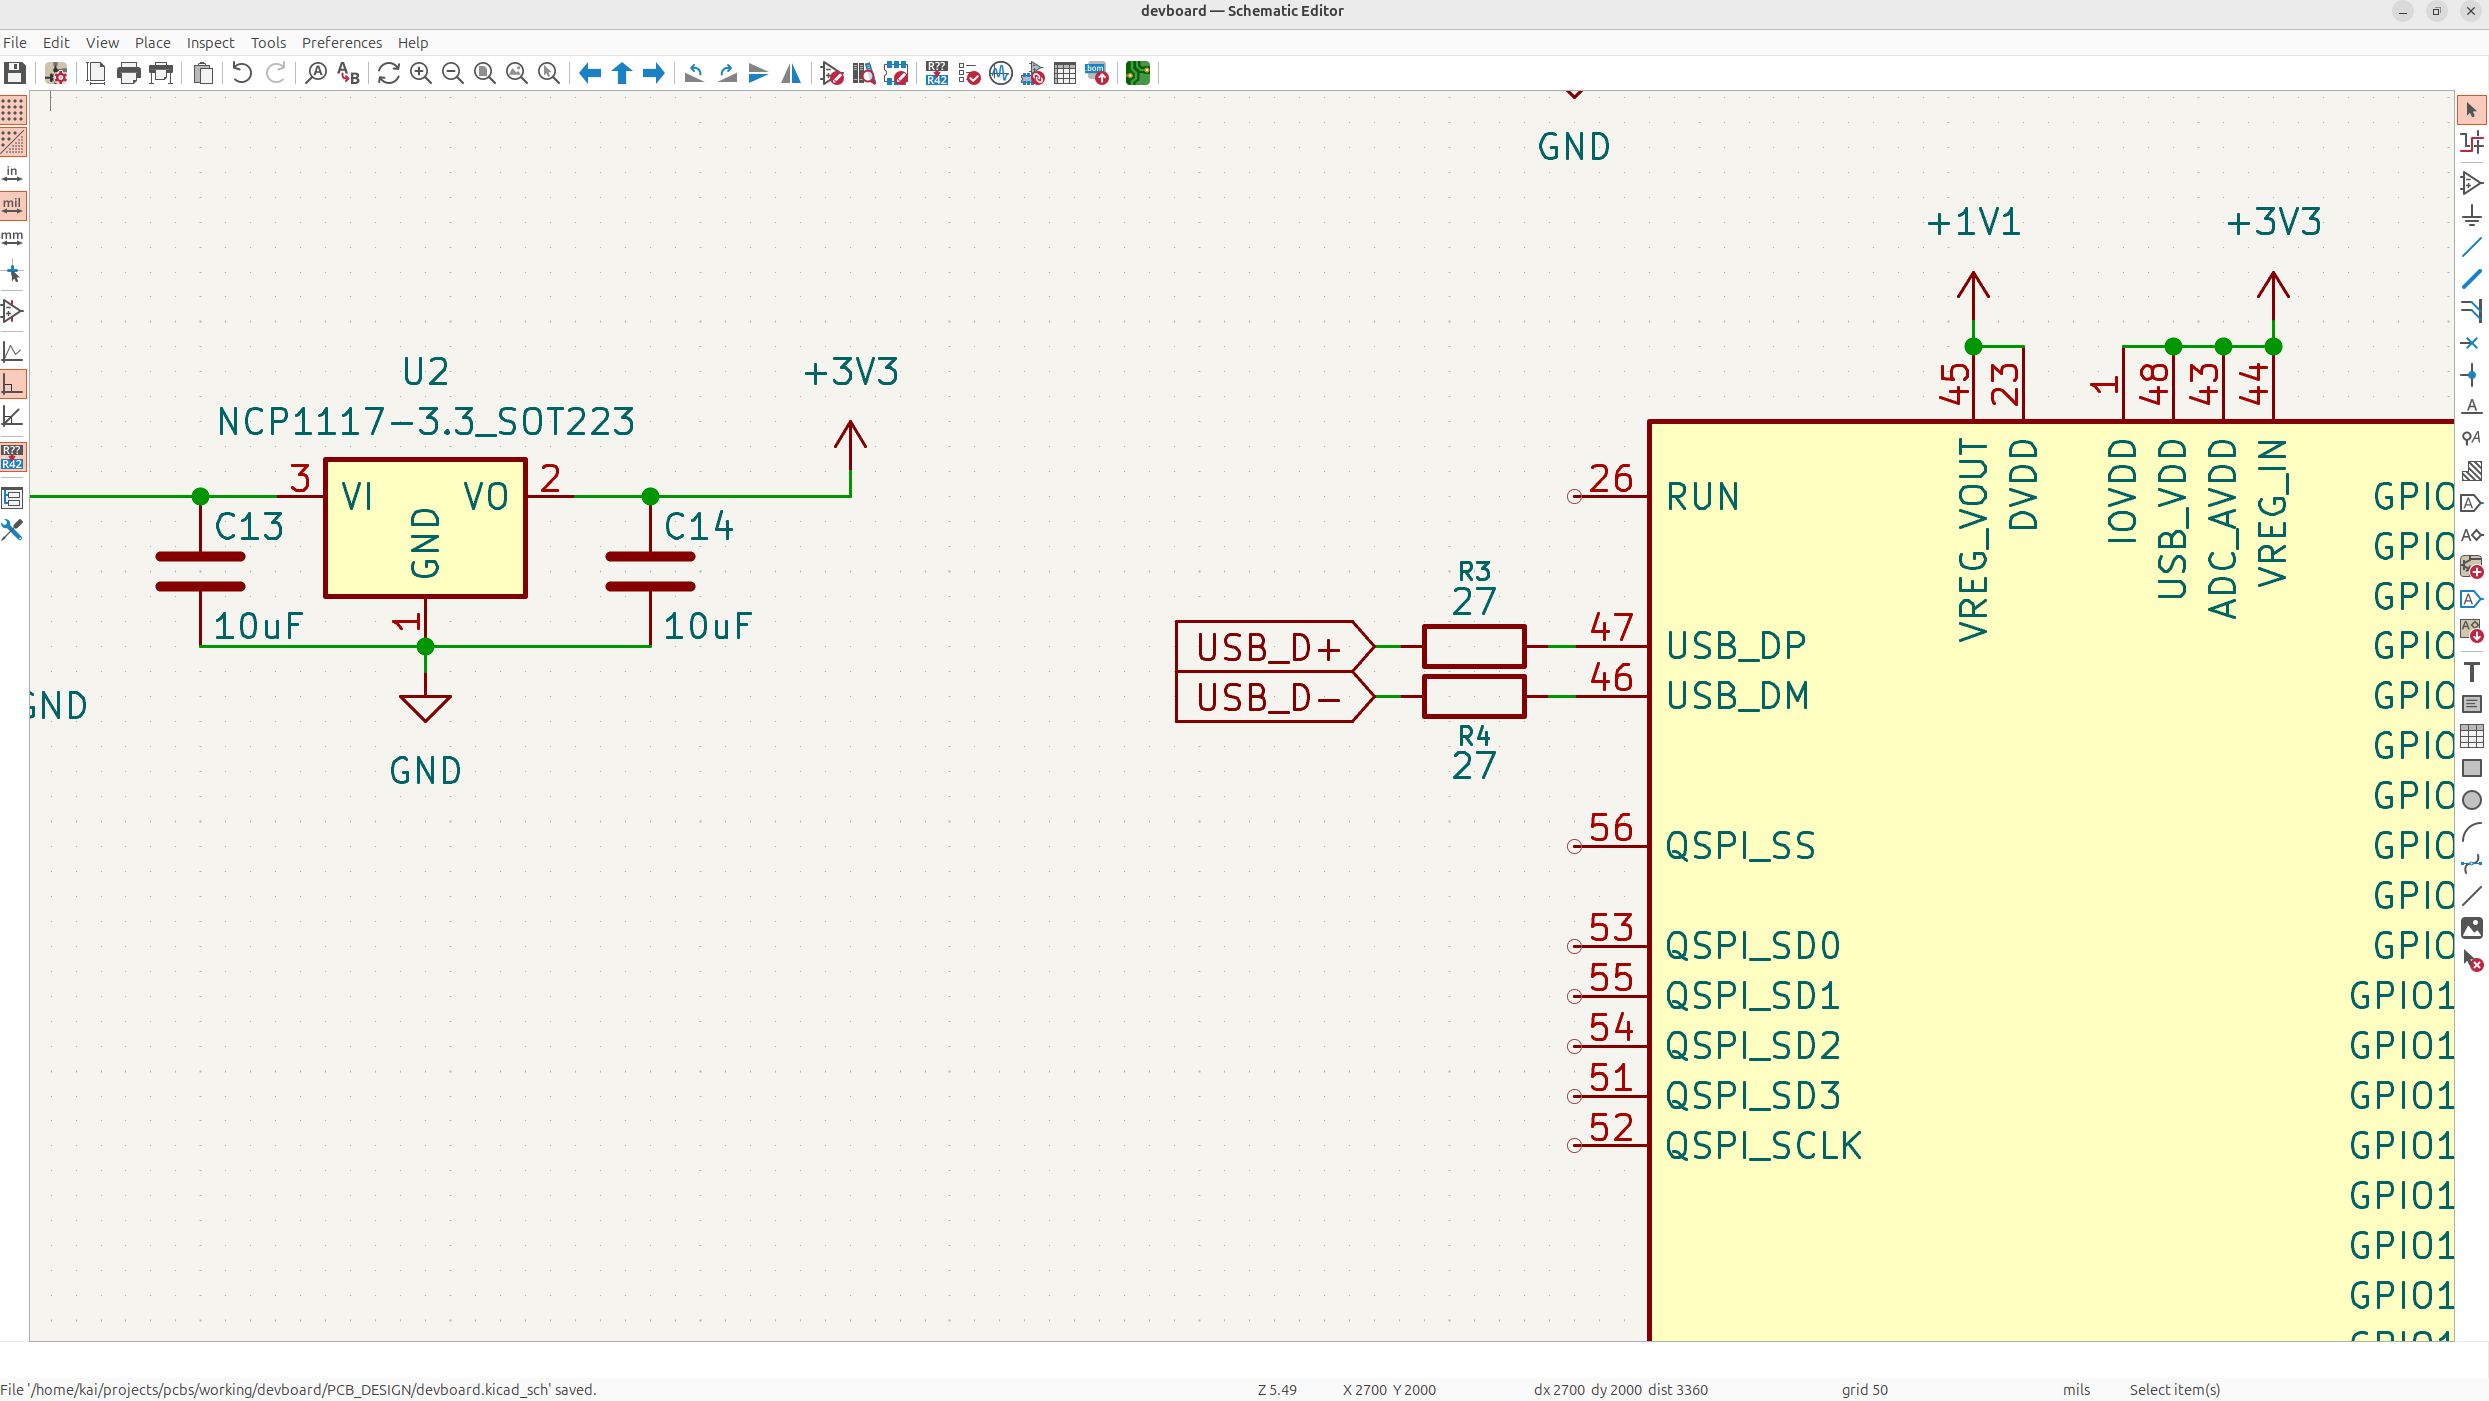 devboard — Schematic Editor
File Edit View Place Inspect Tools Preferences Help
in
mil
mm
GND
+1V1
+3V3
U2
NCP1117-3.3_SOT223
+3V3
3
VI
VO
2
GND
1
C13
10uF
C14
10uF
GND
GND
45
23
1
48
43
44
VREG_VOUT
DVDD
IOVDD
USB_VDD
ADC_AVDD
VREG_IN
26
RUN
R3
27
USB_D+
47
USB_DP
USB_D-
46
USB_DM
R4
27
56
QSPI_SS
53
QSPI_SD0
55
QSPI_SD1
54
QSPI_SD2
51
QSPI_SD3
52
QSPI_SCLK
GPIO
GPIO
GPIO
GPIO
GPIO
GPIO
GPIO
GPIO
GPIO
GPIO
GPIO1
GPIO1
GPIO1
GPIO1
GPIO1
GPIO1
GPIO1
GPIO1
File '/home/kai/projects/pcbs/working/devboard/PCB_DESIGN/devboard.kicad_sch' saved.
Z 5.49
X 2700 Y 2000
dx 2700 dy 2000 dist 3360
grid 50
mils
Select item(s)